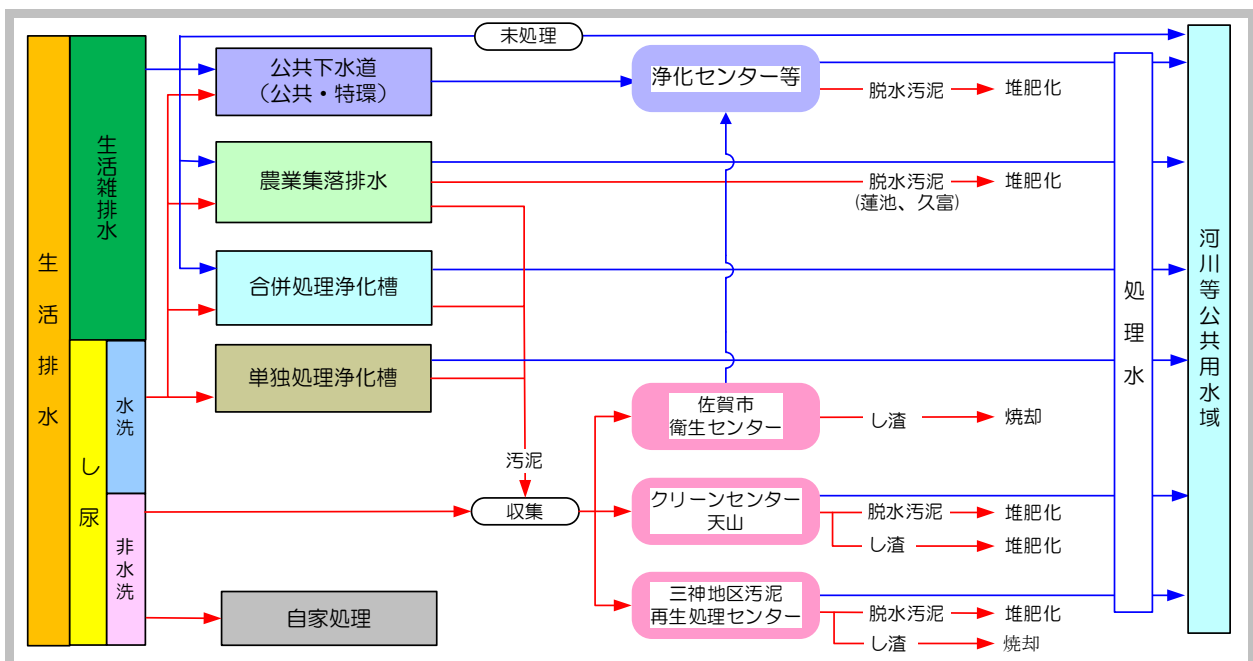 生活排水
生活雑排水
し尿
水洗
非水洗
未処理
公共下水道
(公共・特環)
農業集落排水
合併処理浄化槽
単独処理浄化槽
自家処理
汚泥
収集
浄化センター等
脱水汚泥
堆肥化
脱水汚泥
(蓮池、久富)
堆肥化
佐賀市
衛生センター
し渣
焼却
クリーンセンター
天山
脱水汚泥
堆肥化
し渣
堆肥化
三神地区汚泥
再生処理センター
脱水汚泥
堆肥化
し渣
焼却
処理水
河川等公共用水域